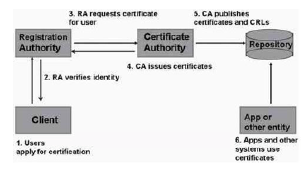 3. RA requests certificate
for user
5. CA publishes
certificates and CRLs
Registration
Authority
Certificate
Authority
Repository
4. CA issues certificates
2. RA verifies identity
Client
App or
other entity
1. Users
apply for certification
6. Apps and other
systems use
certificates